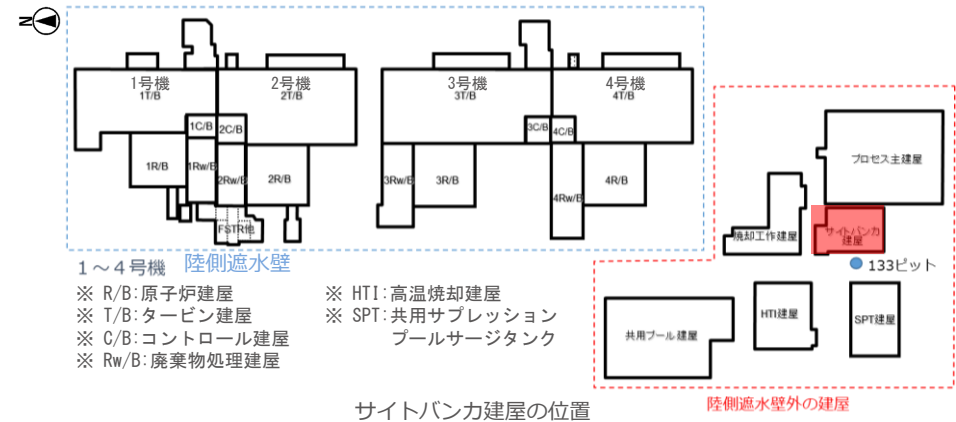 N
1号機
1T/B
2号機
2T/B
3号機
3T/B
4号機
4T/B
1C/B
2C/B
3C/B
4C/B
1R/B
1Rw/B
2Rw/B
2R/B
3Rw/B
3R/B
4Rw/B
4R/B
FSTR他
プロセス主建屋
焼却工作建屋
サイトバンカ
建屋
133ピット
共用プール建屋
HTI建屋
SPT建屋
陸側遮水壁外の建屋
1～4号機
陸側遮水壁
※ R/B:原子炉建屋
※ T/B:タービン建屋
※ C/B:コントロール建屋
※ Rw/B:廃棄物処理建屋
※ HTI:高温焼却建屋
※ SPT:共用サプレッション
プールサージタンク
サイトバンカ建屋の位置